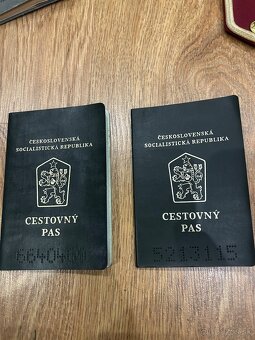 ČESKOSLOVENSKÁ
SOCIALISTICKÁ REPUBLIKA
CESTOVNÝ
PAS
ČESKOSLOVENSKÁ
SOCIALISTICKÁ REPUBLIKA
CESTOVNÝ
PAS
5213115